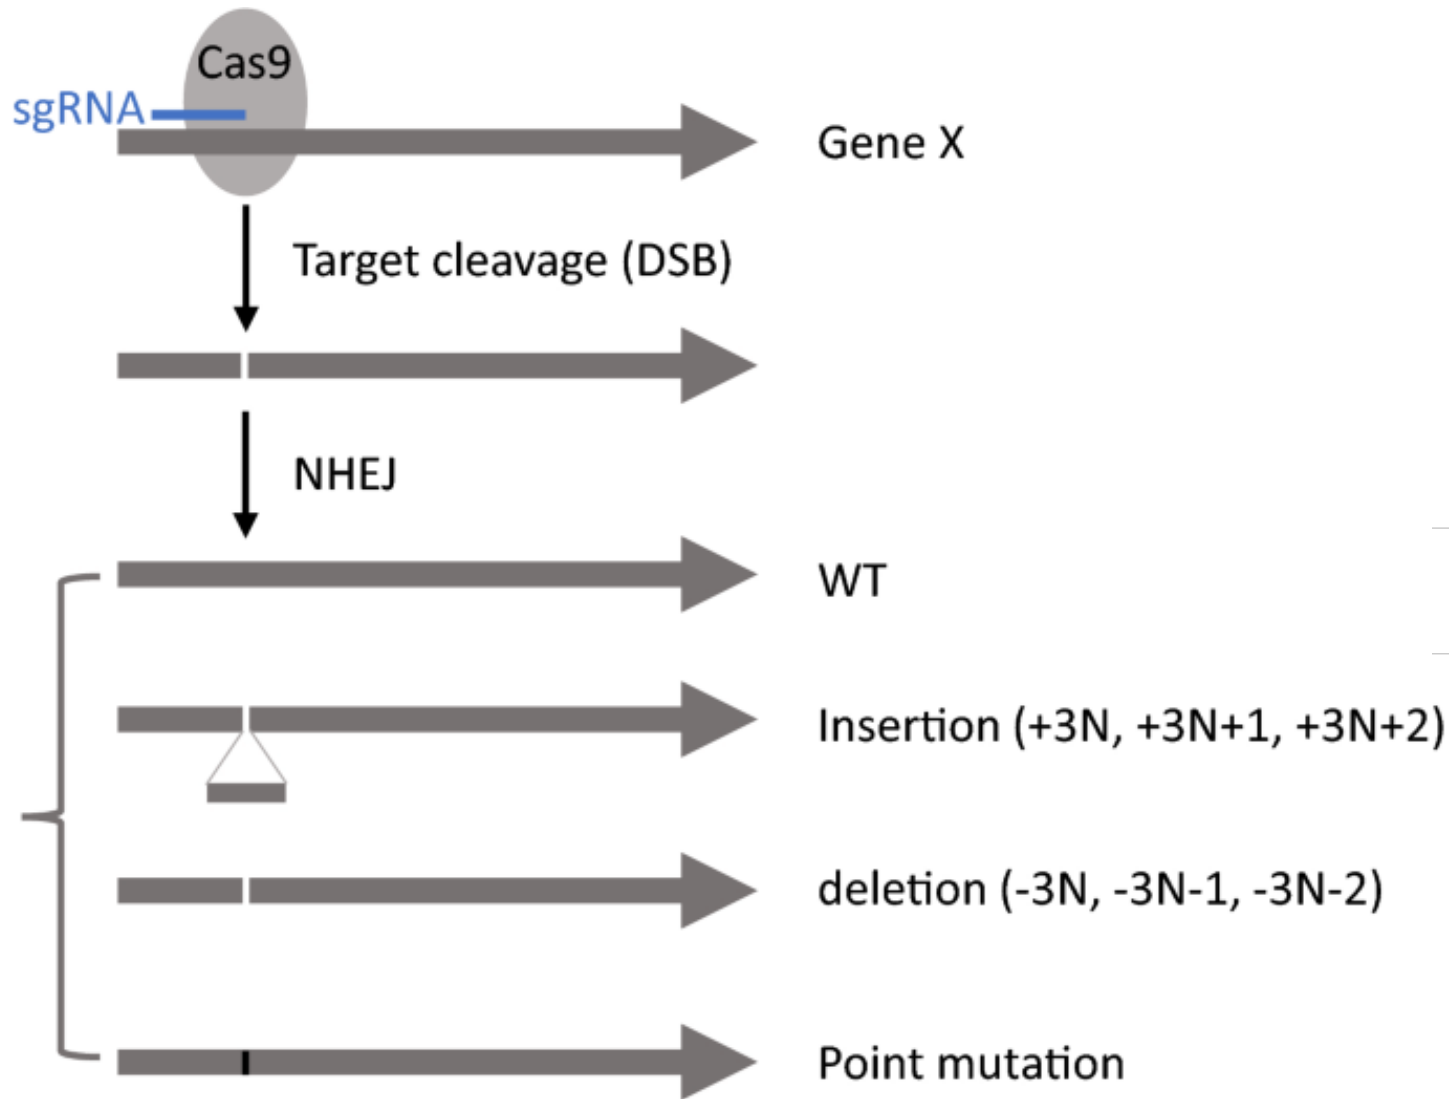 Cas9
sgRNA
Gene X
Target cleavage (DSB)
NHEJ
WT
Insertion (+3N, +3N+1, +3N+2)
deletion (-3N, -3N-1, -3N-2)
Point mutation